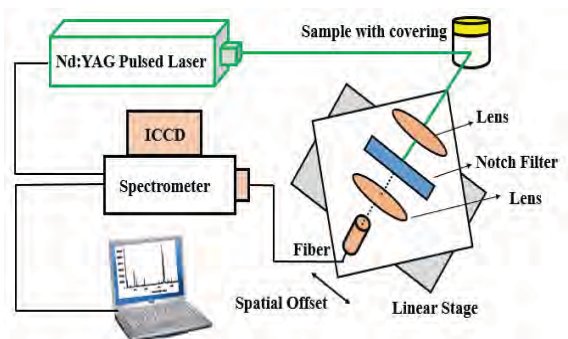 Sample with covering
Nd:YAG Pulsed Laser
ICCD
Lens
Notch Filter
Spectrometer
Lens
Fiber
Spatial Offset
Linear Stage